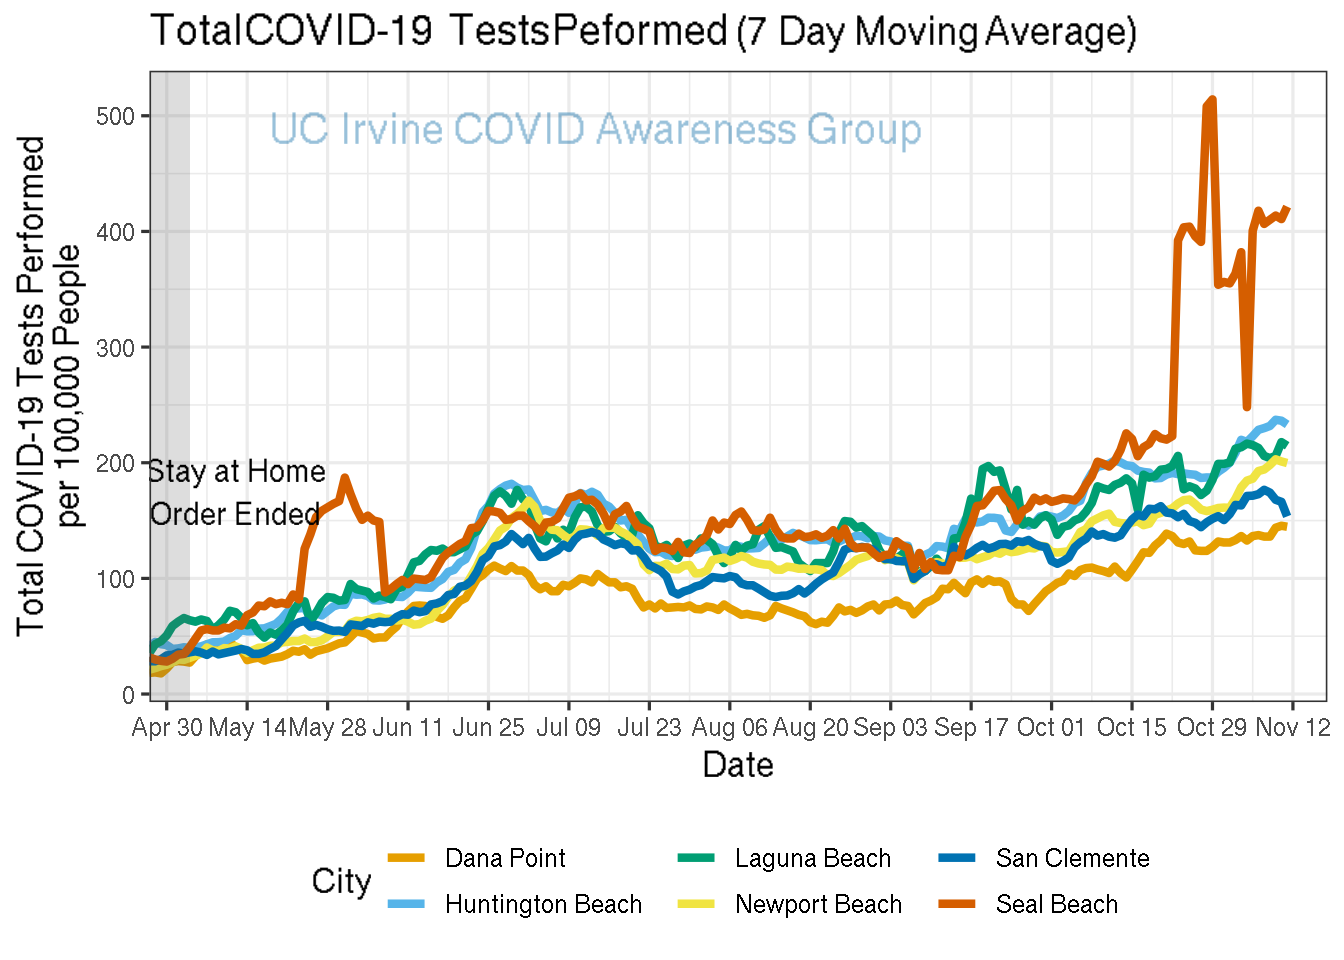 TotalCOVID-19 TestsPeformed (7 Day Moving Average)
UC Irvine COVID Awareness Group
Total COVID-19 Tests Performed
per 100,000 People
500
400
300
200
100
0
Stay at Home
Order Ended
Apr 30 May 14 May 28 Jun 11 Jun 25 Jul 09 Jul 23 Aug 06 Aug 20 Sep 03 Sep 17 Oct 01 Oct 15 Oct 29 Nov 12
Date
City
Dana Point Laguna Beach San Clemente
Huntington Beach Newport Beach Seal Beach